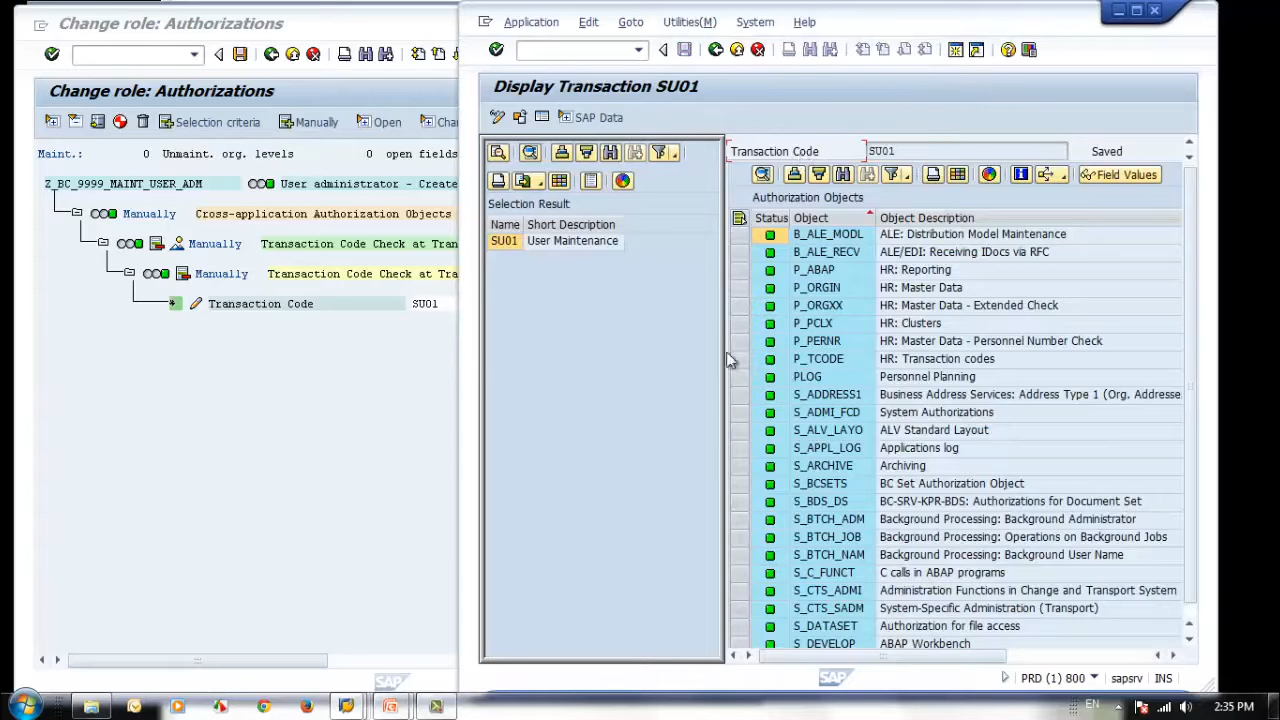 Change role: Authorizations
Change role: Authorizations
Selection criteria
Manually
Open
Maint.: 0 Unmaint. org. levels 0 open fields
Z_BC_9999_MAINT_USER_ADM User administrator - Create
Manually Cross-application Authorization Objects
Manually Transaction Code Check at Tra
Manually Transaction Code Check at Tra
Transaction Code SU01
SAP
Application Edit Goto Utilities(M) System Help
Display Transaction SU01
SAP Data
Selection Result
Name Short Description
SU01 User Maintenance
Transaction Code SU01 Saved
Field Values
Authorization Objects
Status Object Object Description
B_ALE_MODL ALE: Distribution Model Maintenance
B_ALE_RECV ALE/EDI: Receiving IDocs via RFC
P_ABAP HR: Reporting
P_ORGIN HR: Master Data
P_ORGXX HR: Master Data - Extended Check
P_PCLX HR: Clusters
P_PERNR HR: Master Data - Personnel Number Check
P_TCODE HR: Transaction codes
PLOG Personnel Planning
S_ADDRESS1 Business Address Services: Address Type 1 (Org. Addresse
S_ADMI_FCD System Authorizations
S_ALV_LAYO ALV Standard Layout
S_APPL_LOG Applications log
S_ARCHIVE Archiving
S_BCSETS BC Set Authorization Object
S_BDS_DS BC-SRV-KPR-BDS: Authorizations for Document Set
S_BTCH_ADM Background Processing: Background Administrator
S_BTCH_JOB Background Processing: Operations on Background Jobs
S_BTCH_NAM Background Processing: Background User Name
S_C_FUNCT C calls in ABAP programs
S_CTS_ADMI Administration Functions in Change and Transport System
S_CTS_SADM System-Specific Administration (Transport)
S_DATASET Authorization for file access
S_DEVELOP ABAP Workbench
SAP
PRD (1) 800 sapsrv INS
EN 2:35 PM